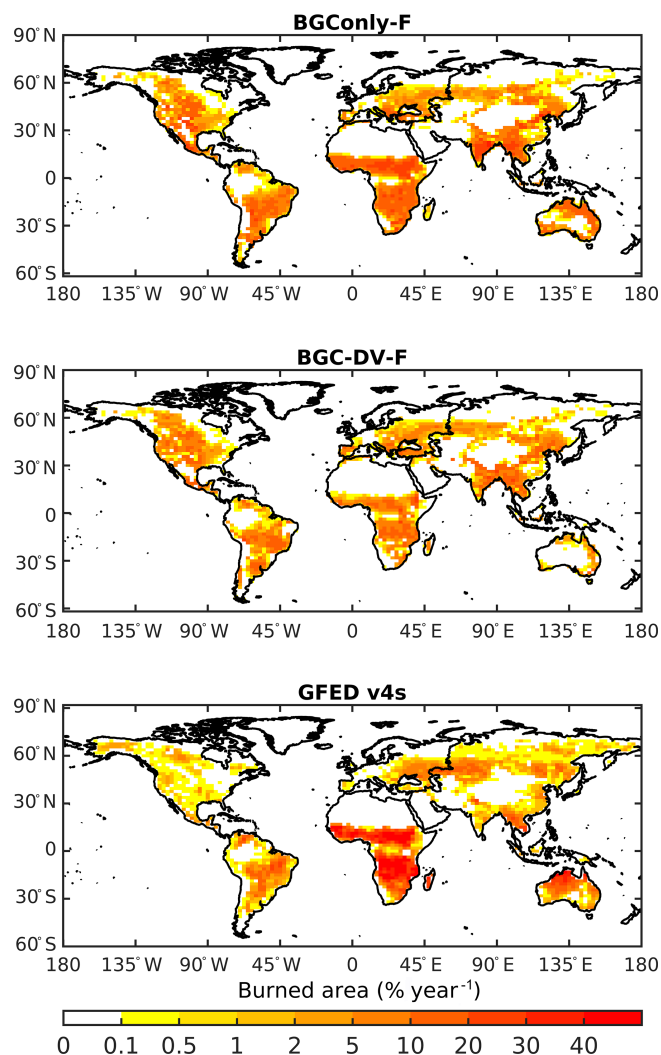 BGConly-F
90°N
60°N
30°N
0
30°S
60°S
180 135°W 90°W 45°W 0 45°E 90°E 135°E 180
BGC-DV-F
90°N
60°N
30°N
0
30°S
60°S
180 135°W 90°W 45°W 0 45°E 90°E 135°E 180
GFED v4s
90°N
60°N
30°N
0
30°S
60°S
180 135°W 90°W 45°W 0 45°E 90°E 135°E 180
Burned area (% year⁻¹)
0 0.1 0.5 1 2 5 10 20 30 40